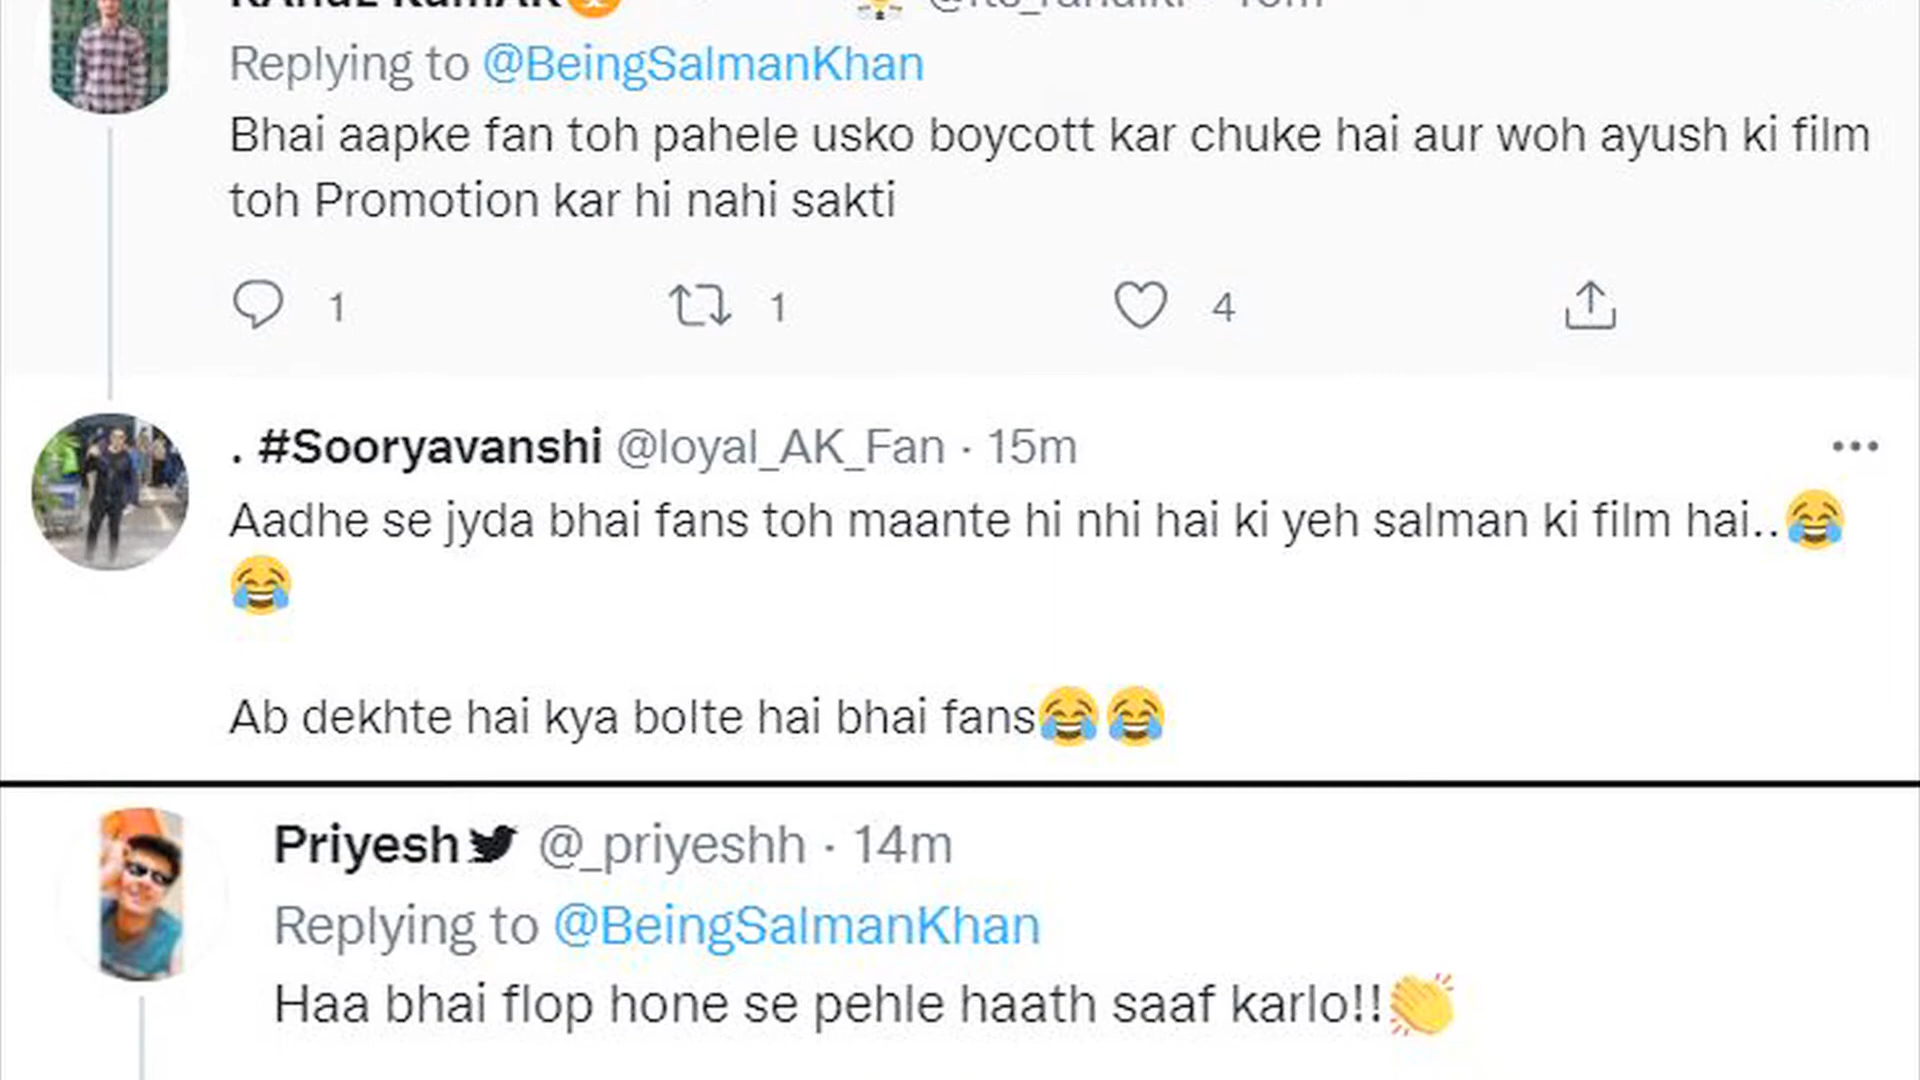 RAhuL KumAR
Replying to @BeingSalmanKhan
Bhai aapke fan toh pahele usko boycott kar chuke hai aur woh ayush ki film
toh Promotion kar hi nahi sakti
1 1 4
. #Sooryavanshi @loyal_AK_Fan · 15m
Aadhe se jyda bhai fans toh maante hi nhi hai ki yeh salman ki film hai..😂
😂
Ab dekhte hai kya bolte hai bhai fans😂😂
Priyesh @_priyeshh · 14m
Replying to @BeingSalmanKhan
Haa bhai flop hone se pehle haath saaf karlo!!👏